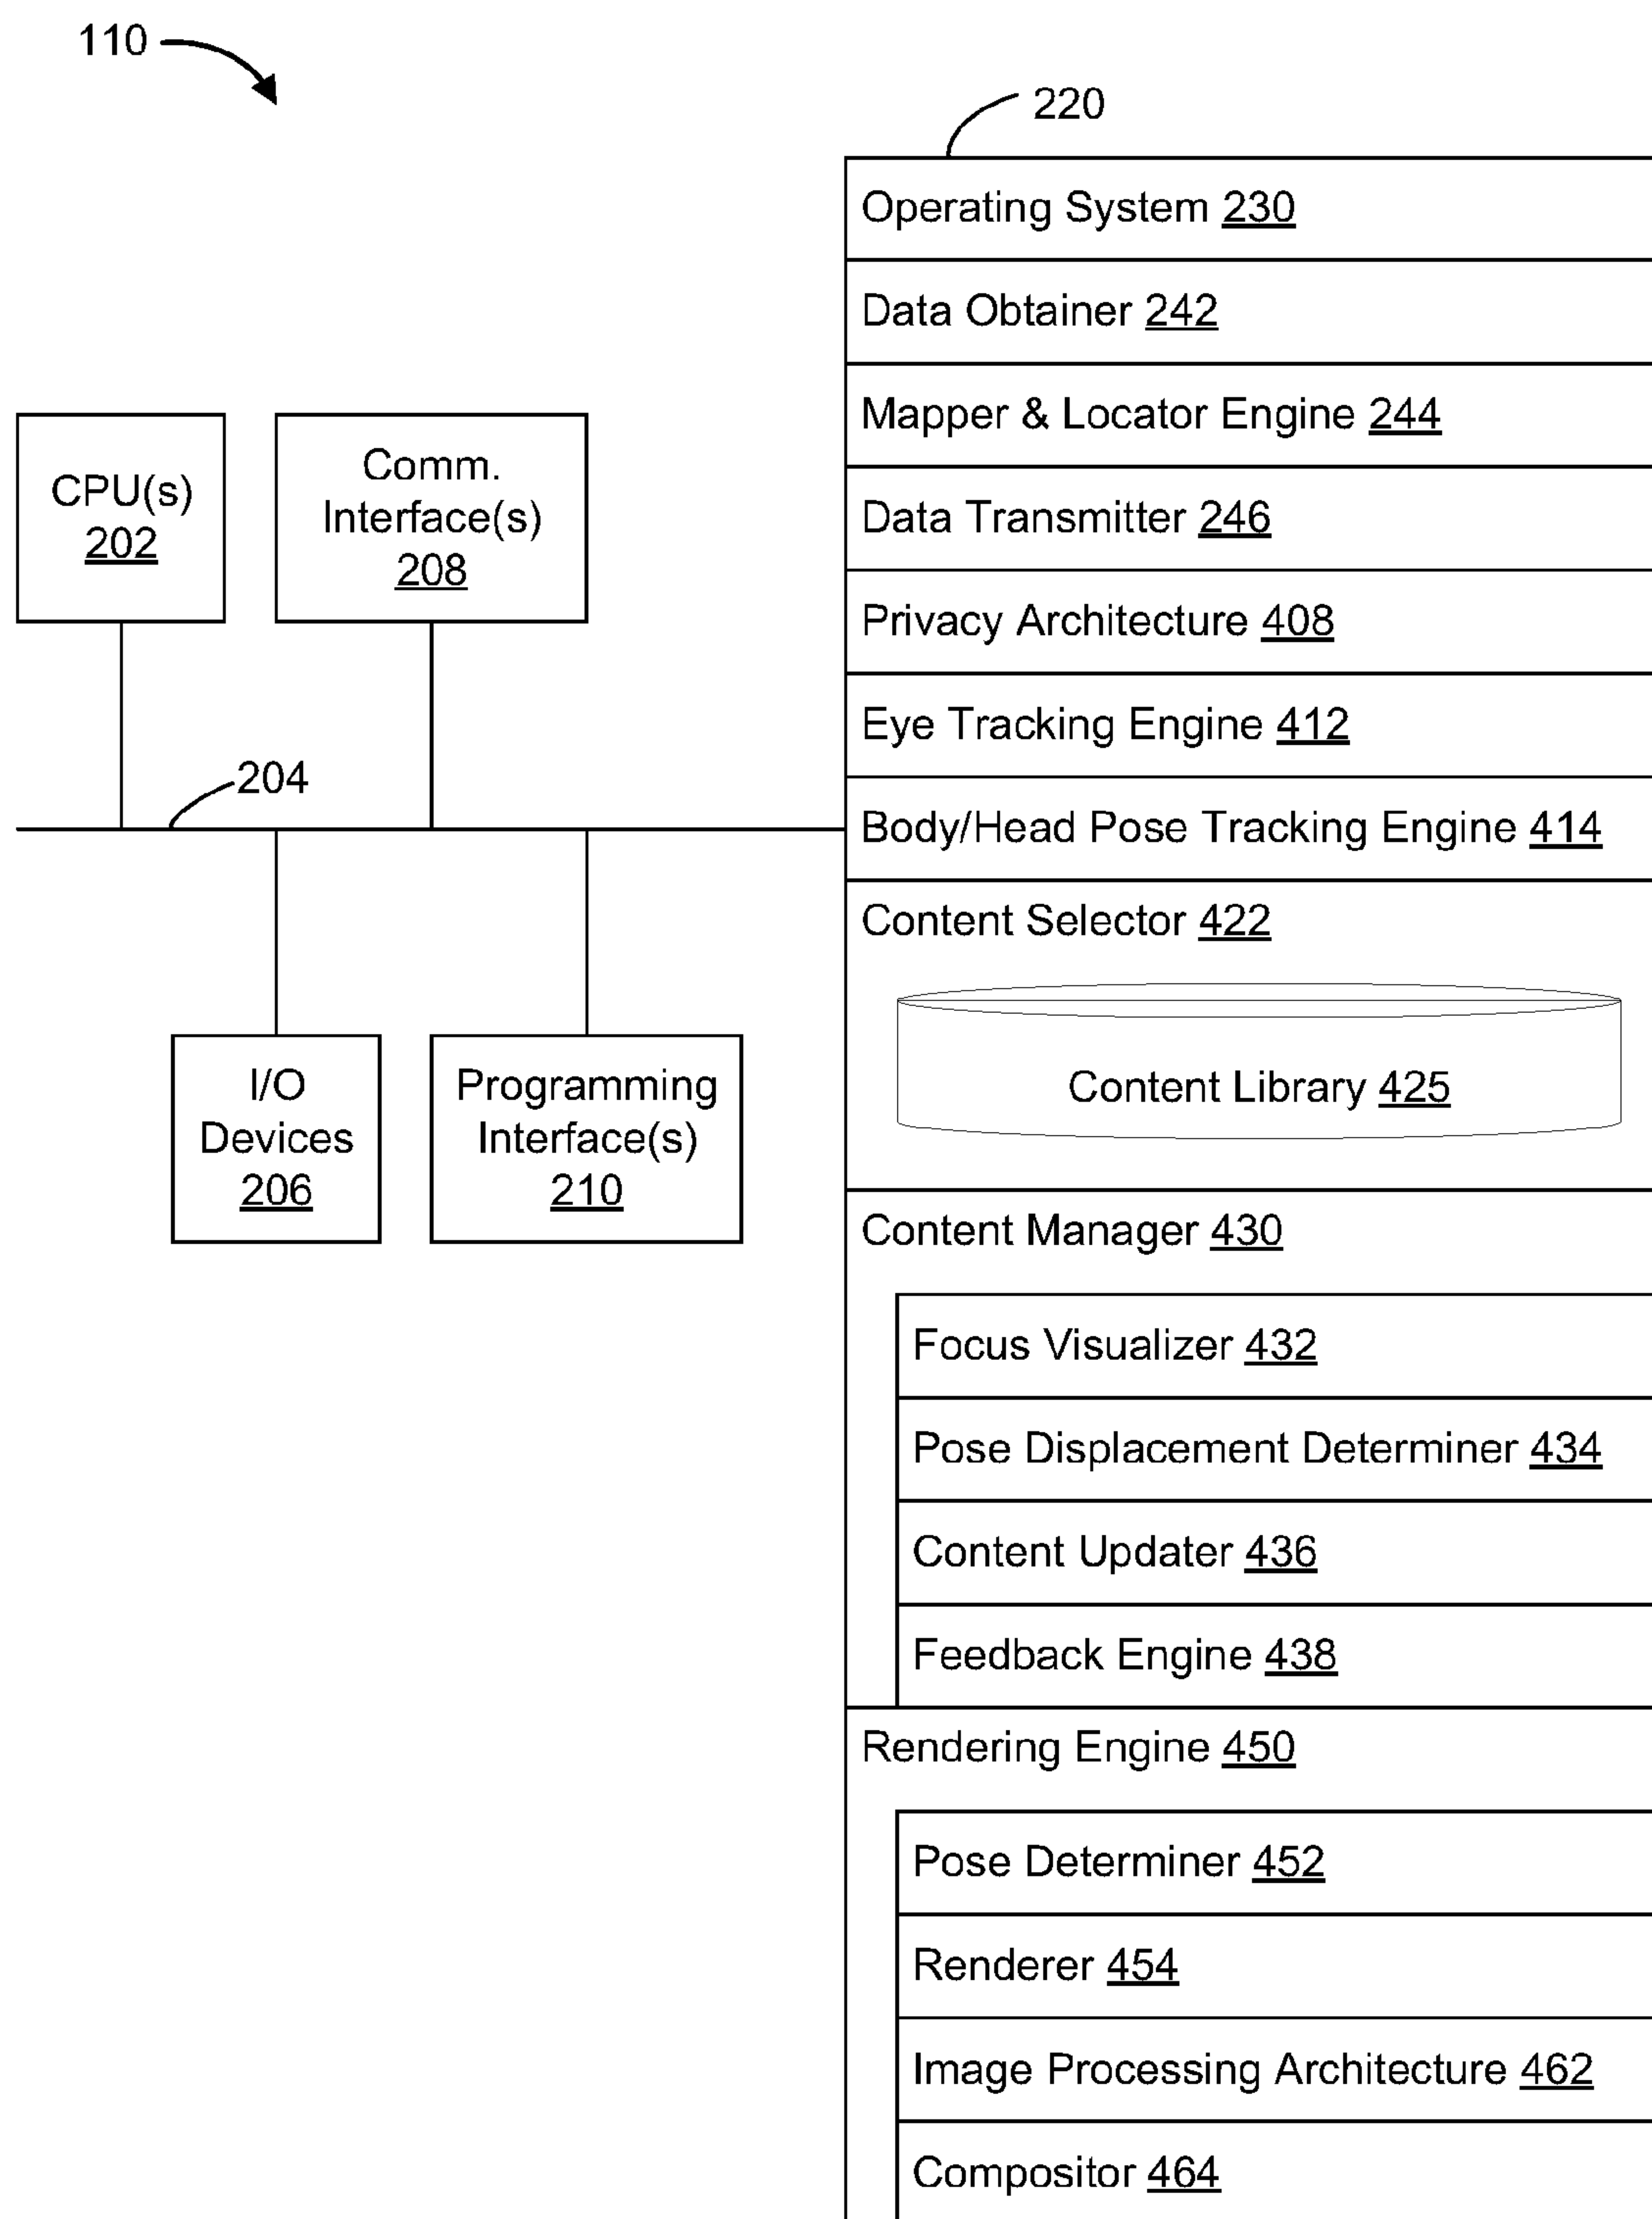 110
220
Operating System 230
Data Obtainer 242
Mapper & Locator Engine 244
Data Transmitter 246
Privacy Architecture 408
Eye Tracking Engine 412
Body/Head Pose Tracking Engine 414
Content Selector 422
Content Library 425
Content Manager 430
Focus Visualizer 432
Pose Displacement Determiner 434
Content Updater 436
Feedback Engine 438
Rendering Engine 450
Pose Determiner 452
Renderer 454
Image Processing Architecture 462
Compositor 464
CPU(s)
202
Comm.
Interface(s)
208
204
I/O
Devices
206
Programming
Interface(s)
210